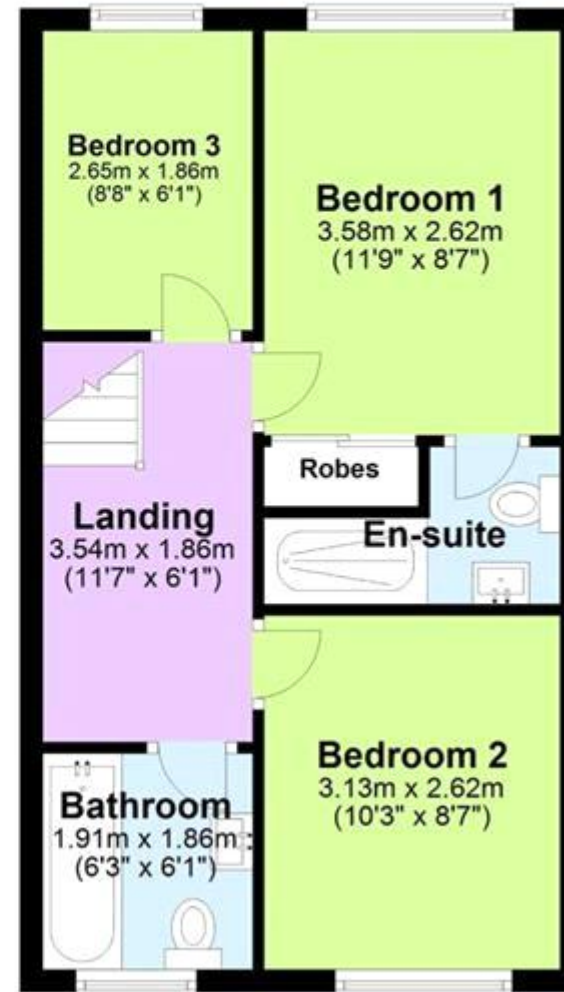 Bedroom 3
2.65m x 1.86m
(8'8" x 6'1")
Bedroom 1
3.58m x 2.62m
(11'9" x 8'7")
Robes
En-suite
Landing
3.54m x 1.86m
(11'7" x 6'1")
Bedroom 2
3.13m x 2.62m
(10'3" x 8'7")
Bathroom
1.91m x 1.86m
(6'3" x 6'1")